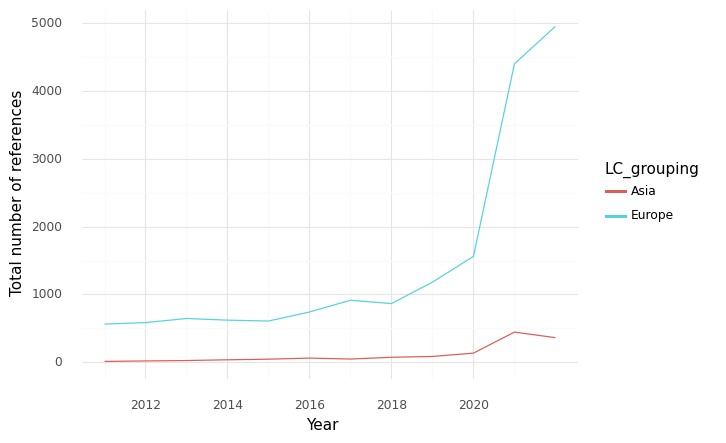 5000
4000
3000
2000
1000
0
Total number of references
2012 2014 2016 2018 2020
Year
LC_grouping
Asia
Europe